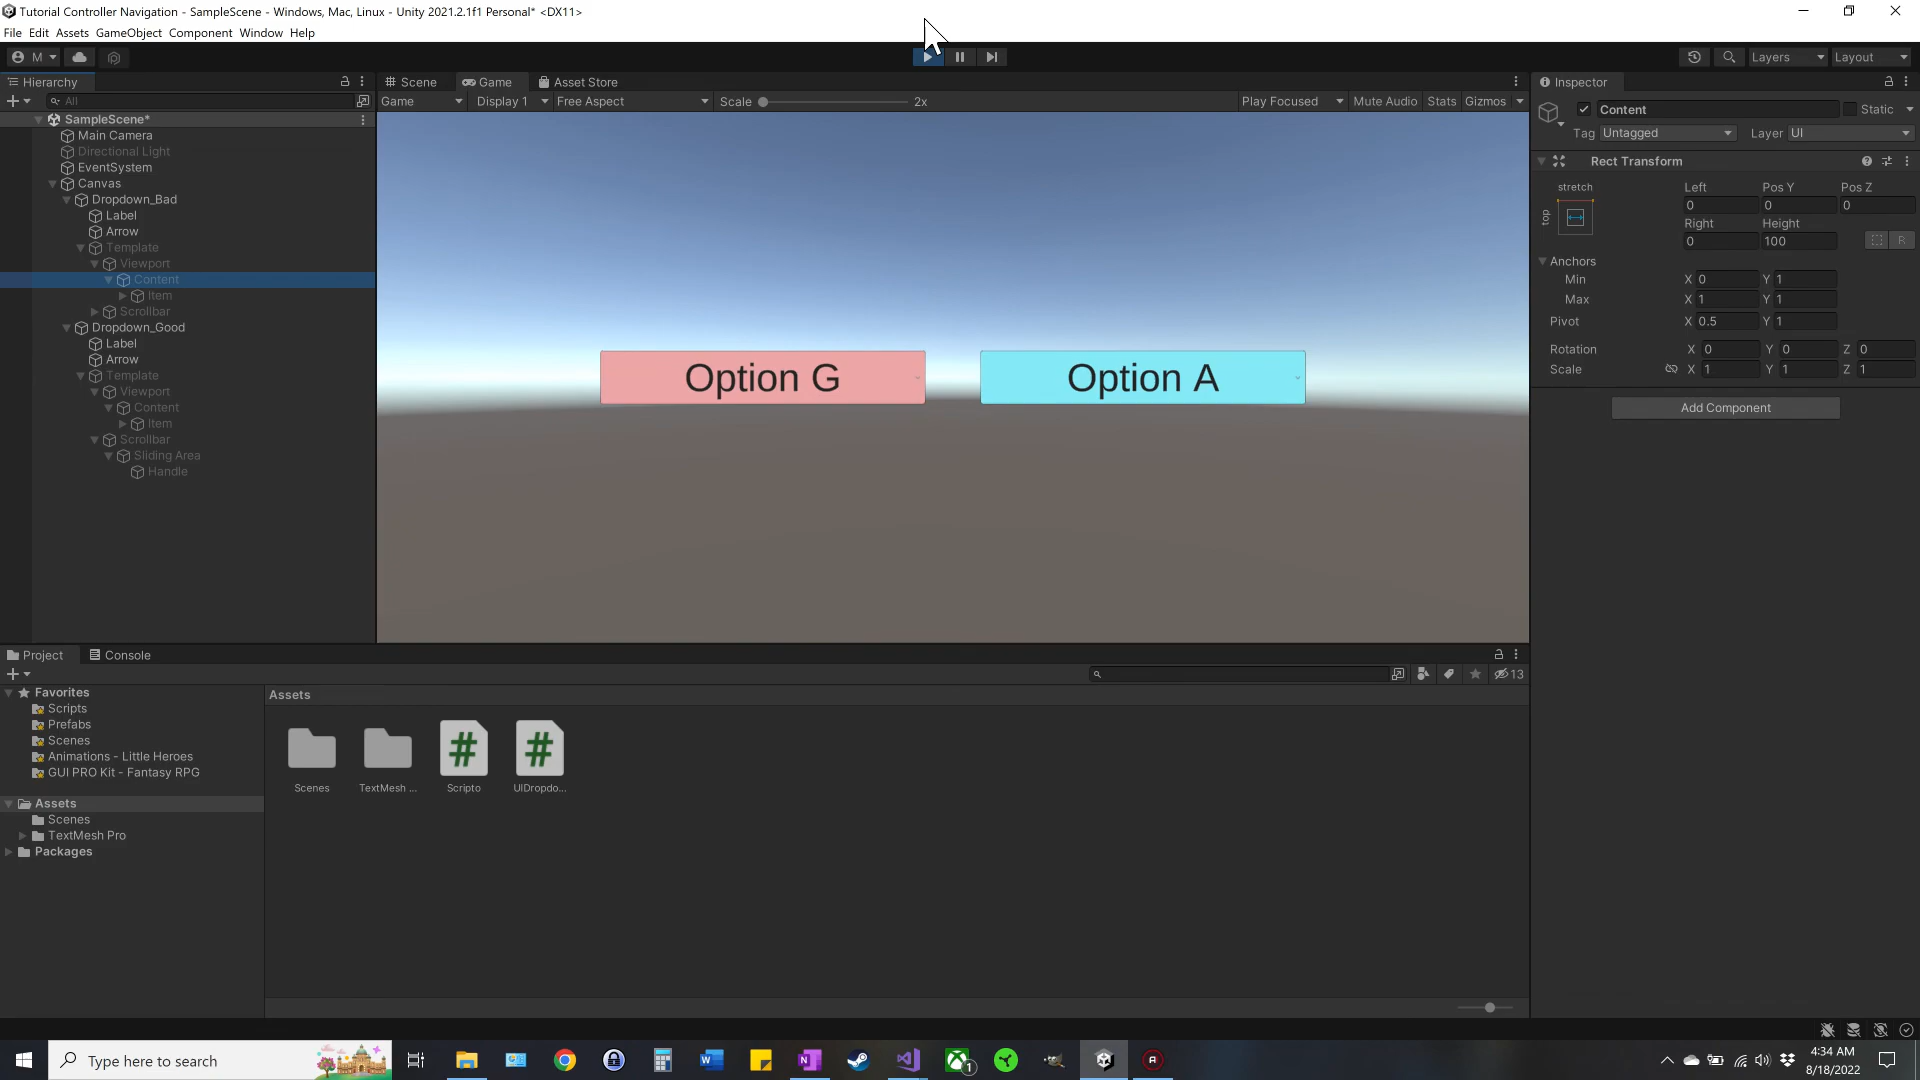 Tutorial Controller Navigation - SampleScene - Windows, Mac, Linux - Unity 2021.2.1f1 Personal* <DX11>
File Edit Assets GameObject Component Window Help
M
Layers Layout
Hierarchy
Scene Game Asset Store
Inspector
All
Game Display 1 Free Aspect Scale 2x Play Focused Mute Audio Stats Gizmos
Content Static
SampleScene*
Main Camera
Tag Untagged Layer UI
Directional Light
EventSystem
Rect Transform
Canvas
stretch Left Pos Y Pos Z
Dropdown_Bad
top 0 0 0
Label
Right Height
Arrow
0 100 R
Template
Viewport
Anchors
Content
Min X 0 Y 1
Item
Max X 1 Y 1
Scrollbar
Pivot X 0.5 Y 1
Dropdown_Good
Label
Rotation X 0 Y 0 Z 0
Arrow
Scale X 1 Y 1 Z 1
Template
Option G Option A
Viewport
Content
Add Component
Item
Scrollbar
Sliding Area
Handle
Project Console
13
Favorites
Assets
Scripts
Prefabs
Scenes
Animations - Little Heroes
GUI PRO Kit - Fantasy RPG
Scenes TextMesh ... Scripto UIDropdo...
Assets
Scenes
TextMesh Pro
Packages
Type here to search
1
4:34 AM
8/18/2022